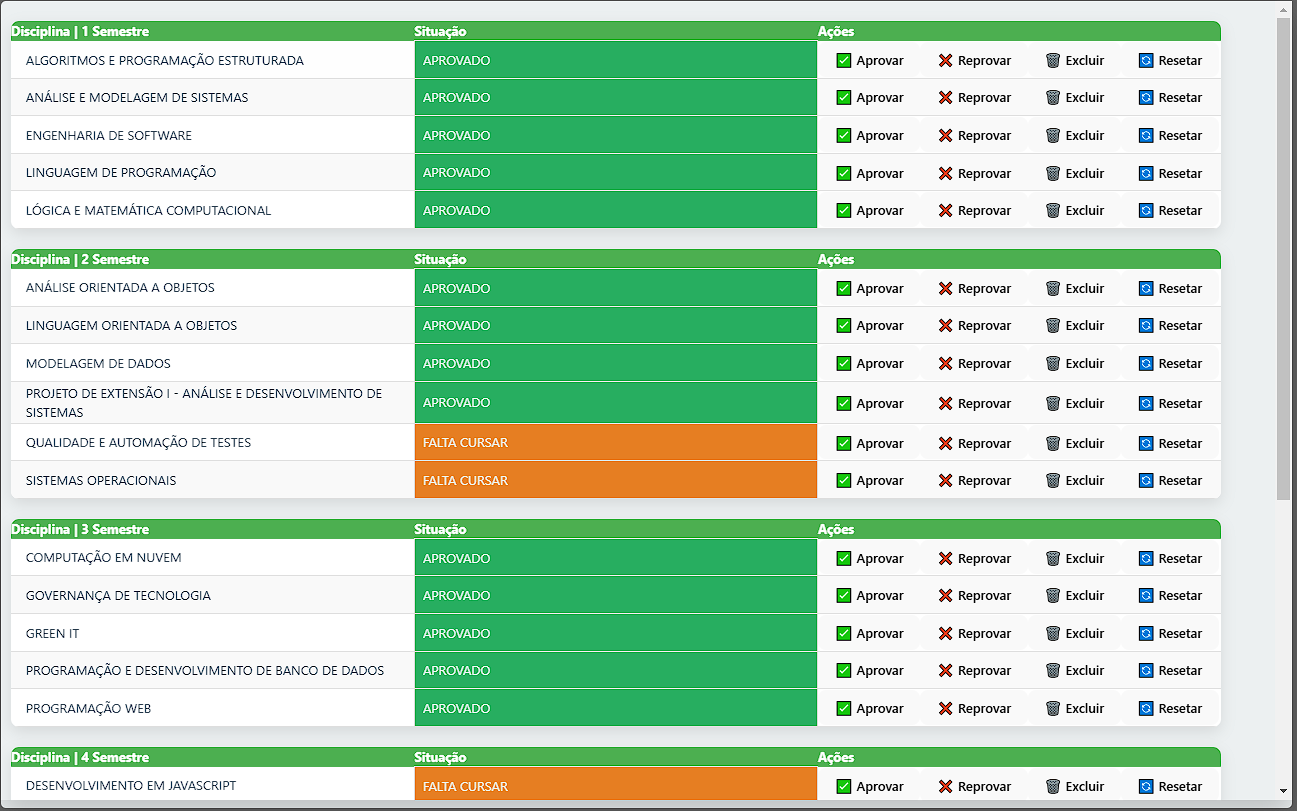 Disciplina | 1 Semestre Situação Ações
ALGORITMOS E PROGRAMAÇÃO ESTRUTURADA APROVADO Aprovar Reprovar Excluir Resetar
ANÁLISE E MODELAGEM DE SISTEMAS APROVADO Aprovar Reprovar Excluir Resetar
ENGENHARIA DE SOFTWARE APROVADO Aprovar Reprovar Excluir Resetar
LINGUAGEM DE PROGRAMAÇÃO APROVADO Aprovar Reprovar Excluir Resetar
LÓGICA E MATEMÁTICA COMPUTACIONAL APROVADO Aprovar Reprovar Excluir Resetar
Disciplina | 2 Semestre Situação Ações
ANÁLISE ORIENTADA A OBJETOS APROVADO Aprovar Reprovar Excluir Resetar
LINGUAGEM ORIENTADA A OBJETOS APROVADO Aprovar Reprovar Excluir Resetar
MODELAGEM DE DADOS APROVADO Aprovar Reprovar Excluir Resetar
PROJETO DE EXTENSÃO I - ANÁLISE E DESENVOLVIMENTO DE
SISTEMAS APROVADO Aprovar Reprovar Excluir Resetar
QUALIDADE E AUTOMAÇÃO DE TESTES FALTA CURSAR Aprovar Reprovar Excluir Resetar
SISTEMAS OPERACIONAIS FALTA CURSAR Aprovar Reprovar Excluir Resetar
Disciplina | 3 Semestre Situação Ações
COMPUTAÇÃO EM NUVEM APROVADO Aprovar Reprovar Excluir Resetar
GOVERNANÇA DE TECNOLOGIA APROVADO Aprovar Reprovar Excluir Resetar
GREEN IT APROVADO Aprovar Reprovar Excluir Resetar
PROGRAMAÇÃO E DESENVOLVIMENTO DE BANCO DE DADOS APROVADO Aprovar Reprovar Excluir Resetar
PROGRAMAÇÃO WEB APROVADO Aprovar Reprovar Excluir Resetar
Disciplina | 4 Semestre Situação Ações
DESENVOLVIMENTO EM JAVASCRIPT FALTA CURSAR Aprovar Reprovar Excluir Resetar